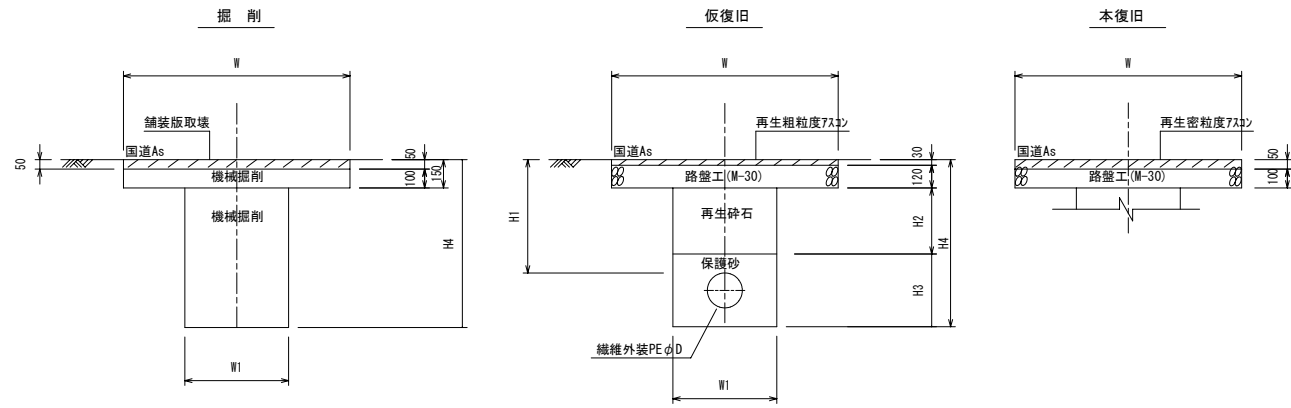 掘 削
W
舗装版取壊
国道As
50
機械掘削
機械掘削
50
100
150
H4
W1
仮復旧
W
再生粗粒度アスコン
国道As
路盤工(M-30)
再生砕石
保護砂
繊維外装PEφD
H1
30
120
H2
H3
H4
W1
本復旧
W
再生密粒度アスコン
国道As
路盤工(M-30)
50
100